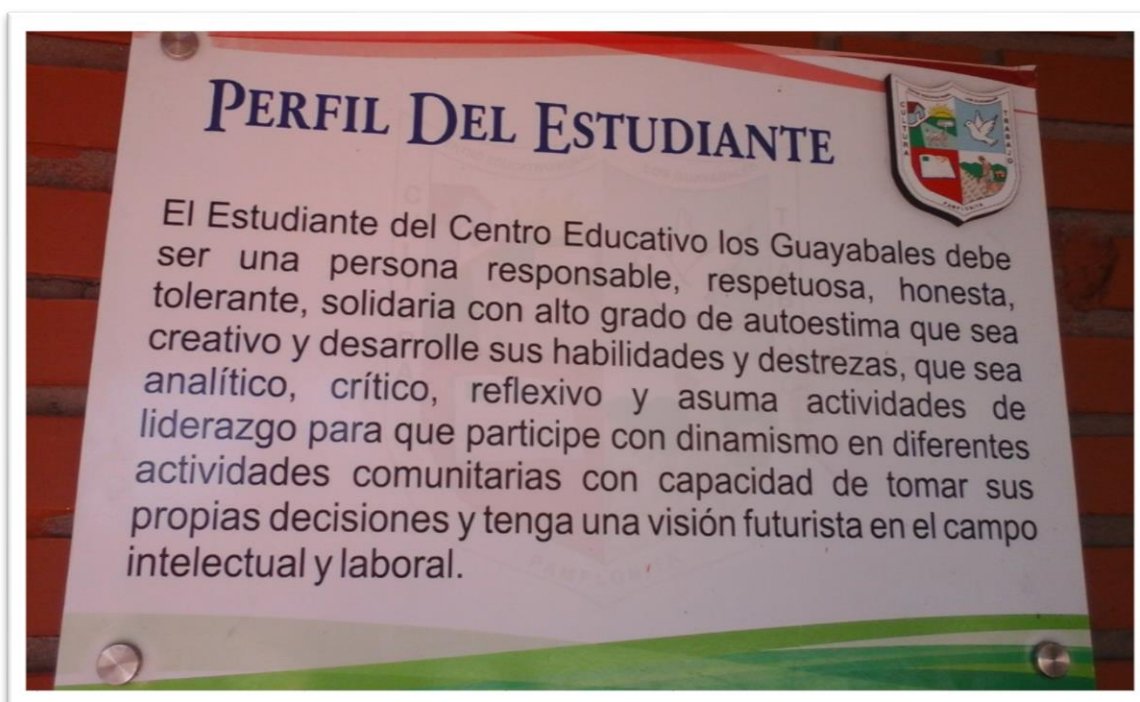 PERFIL DEL ESTUDIANTE
CULTURA
TRABAJO
PAMPLONITA
El Estudiante del Centro Educativo los Guayabales debe
ser una persona responsable, respetuosa, honesta,
tolerante, solidaria con alto grado de autoestima que sea
creativo y desarrolle sus habilidades y destrezas, que sea
analítico, crítico, reflexivo y asuma actividades de
liderazgo para que participe con dinamismo en diferentes
actividades comunitarias con capacidad de tomar sus
propias decisiones y tenga una visión futurista en el campo
intelectual y laboral.